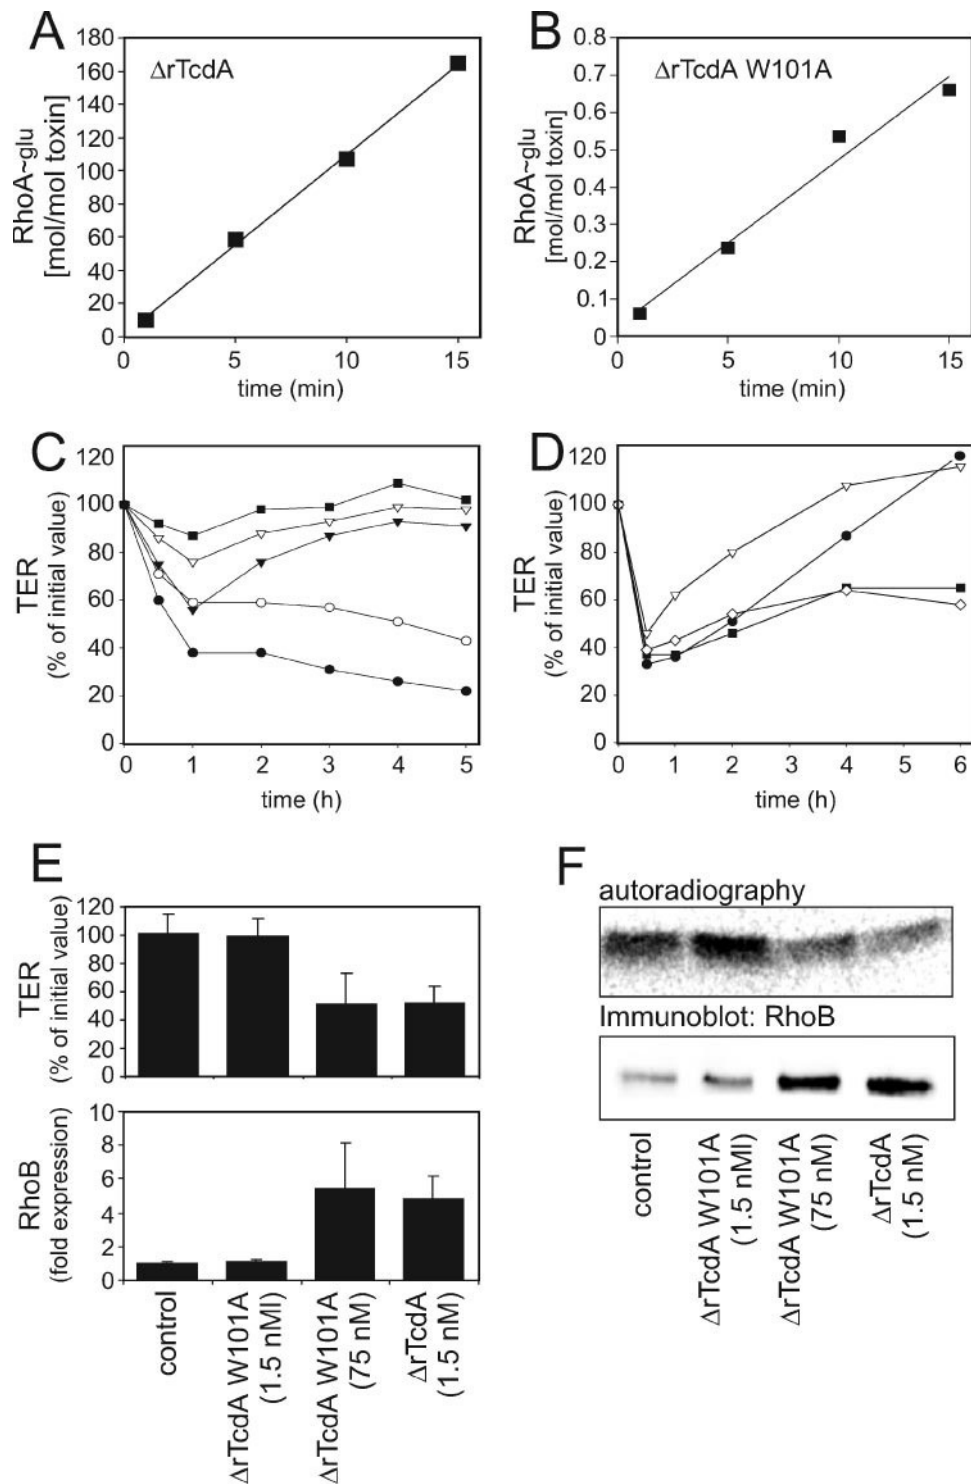 A
180
160
140
120
100
80
60
40
20
0
RhoA~glu
[mol/mol toxin]
ΔrTcdA
0 5 10 15
time (min)
B
0.8
0.7
0.6
0.5
0.4
0.3
0.2
0.1
0
RhoA~glu
[mol/mol toxin]
ΔrTcdA W101A
0 5 10 15
time (min)
C
120
100
80
60
40
20
0
TER
(% of initial value)
0 1 2 3 4 5
time (h)
D
120
100
80
60
40
20
0
TER
(% of initial value)
0 1 2 3 4 5 6
time (h)
E
120
100
80
60
40
20
0
TER
(% of initial value)
10
8
6
4
2
0
RhoB
(fold expression)
control
ΔrTcdA W101A
(1.5 nMl)
ΔrTcdA W101A
(75 nM)
ΔrTcdA
(1.5 nM)
F
autoradiography
Immunoblot: RhoB
control
ΔrTcdA W101A
(1.5 nMl)
ΔrTcdA W101A
(75 nM)
ΔrTcdA
(1.5 nM)